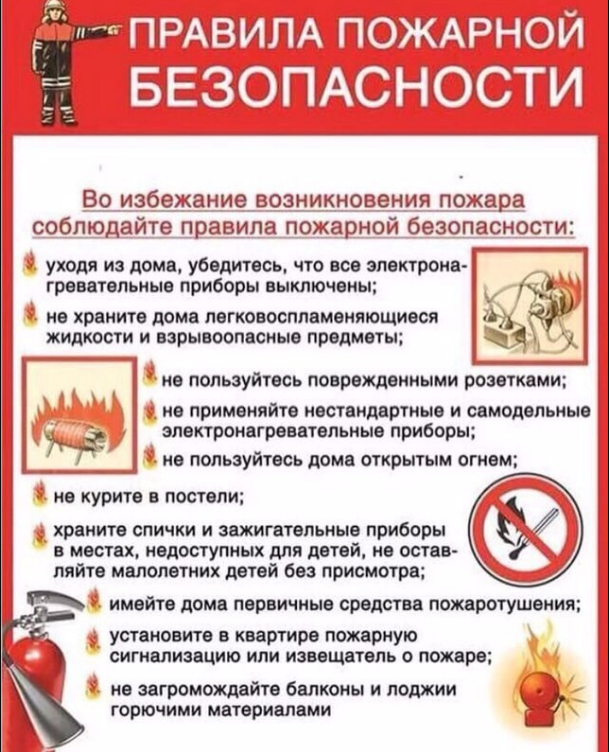 ПРАВИЛА ПОЖАРНОЙ
БЕЗОПАСНОСТИ
Во избежание возникновения пожара
соблюдайте правила пожарной безопасности:
уходя из дома, убедитесь, что все электрона-
гревательные приборы выключены;
не храните дома легковоспламеняющиеся
жидкости и взрывоопасные предметы;
не пользуйтесь поврежденными розетками;
не применяйте нестандартные и самодельные
электронагревательные приборы;
не пользуйтесь дома открытым огнем;
не курите в постели;
храните спички и зажигательные приборы
в местах, недоступных для детей, не остав-
ляйте малолетних детей без присмотра;
имейте дома первичные средства пожаротушения;
установите в квартире пожарную
сигнализацию или извещатель о пожаре;
не загромождайте балконы и лоджии
горючими материалами